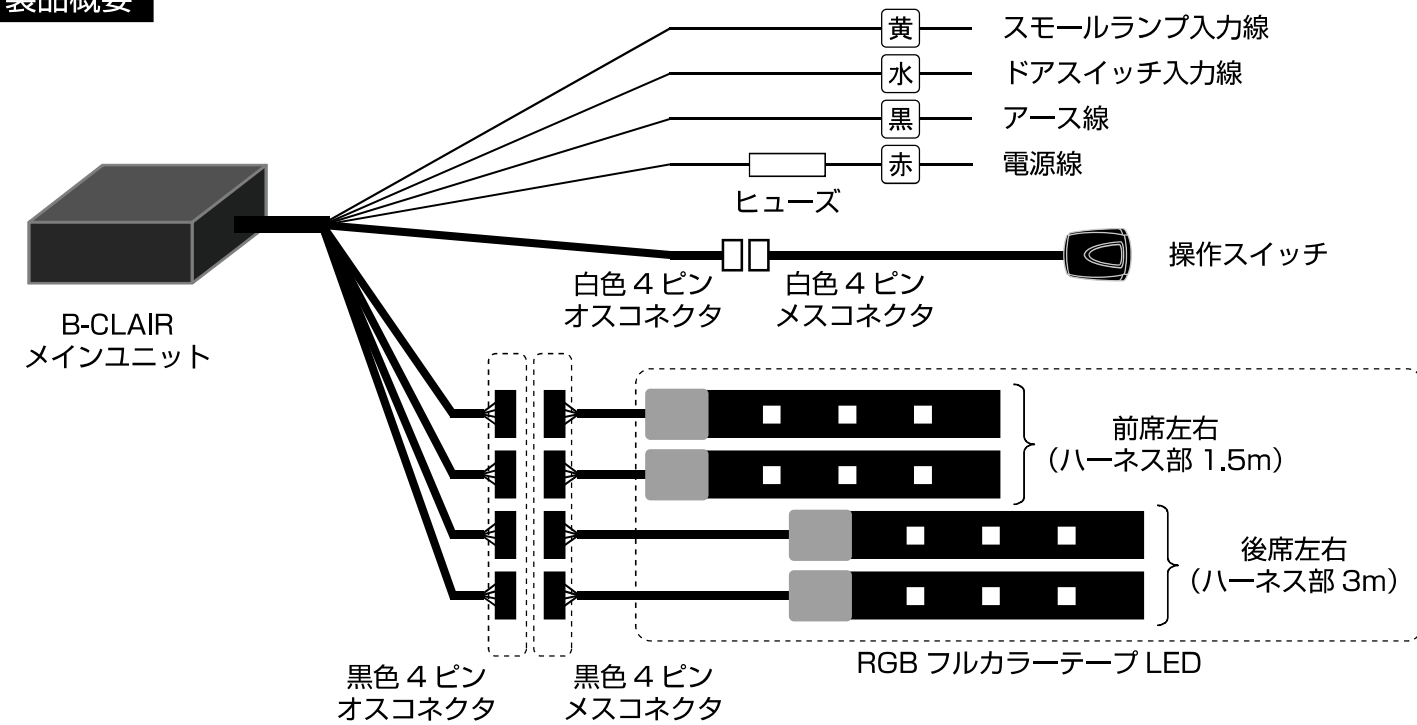 製品概要
黄
スモールランプ入力線
水
ドアスイッチ入力線
黒
アース線
赤
電源線
ヒューズ
操作スイッチ
白色 4 ピン
オスコネクタ
白色 4 ピン
メスコネクタ
B-CLAIR
メインユニット
前席左右
(ハーネス部 1.5m)
後席左右
(ハーネス部 3m)
RGB フルカラーテープ LED
黒色 4 ピン
オスコネクタ
黒色 4 ピン
メスコネクタ